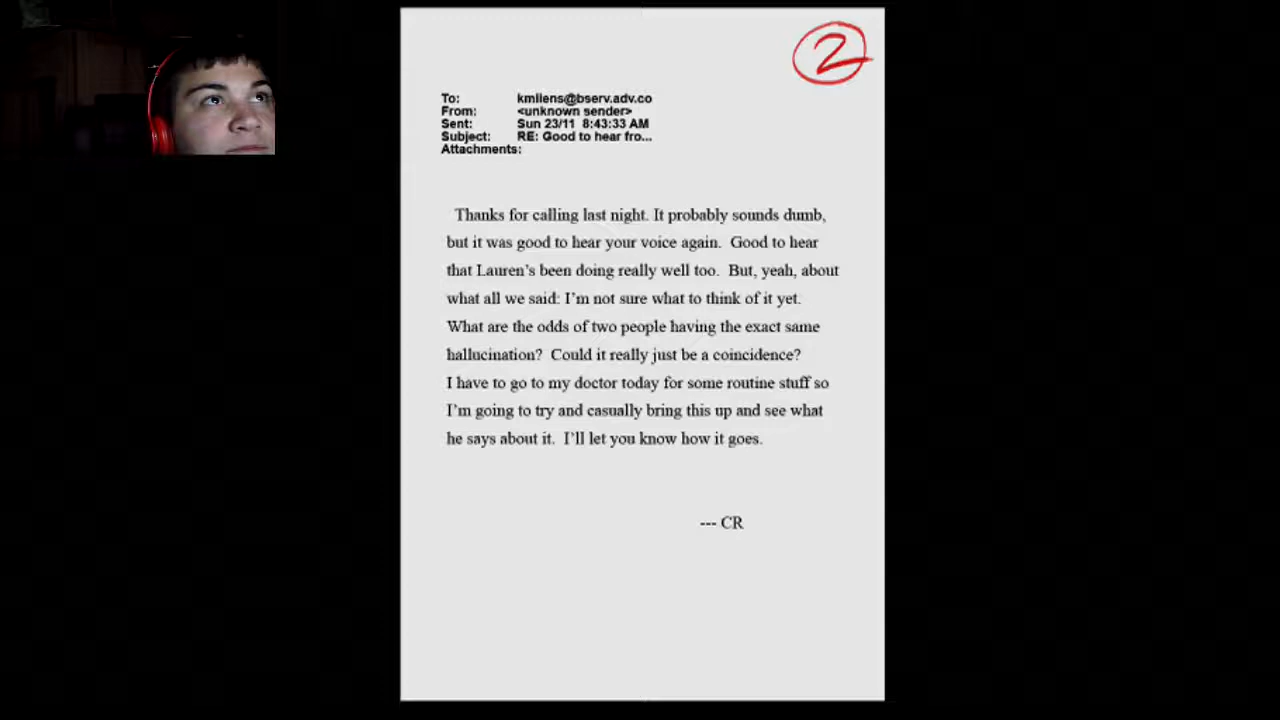 2
To: kmllens@bserv.adv.co
From: <unknown sender>
Sent: Sun 23/11 8:43:33 AM
Subject: RE: Good to hear fro...
Attachments:
Thanks for calling last night. It probably sounds dumb,
but it was good to hear your voice again. Good to hear
that Lauren's been doing really well too. But, yeah, about
what all we said: I'm not sure what to think of it yet.
What are the odds of two people having the exact same
hallucination? Could it really just be a coincidence?
I have to go to my doctor today for some routine stuff so
I'm going to try and casually bring this up and see what
he says about it. I'll let you know how it goes.
--- CR